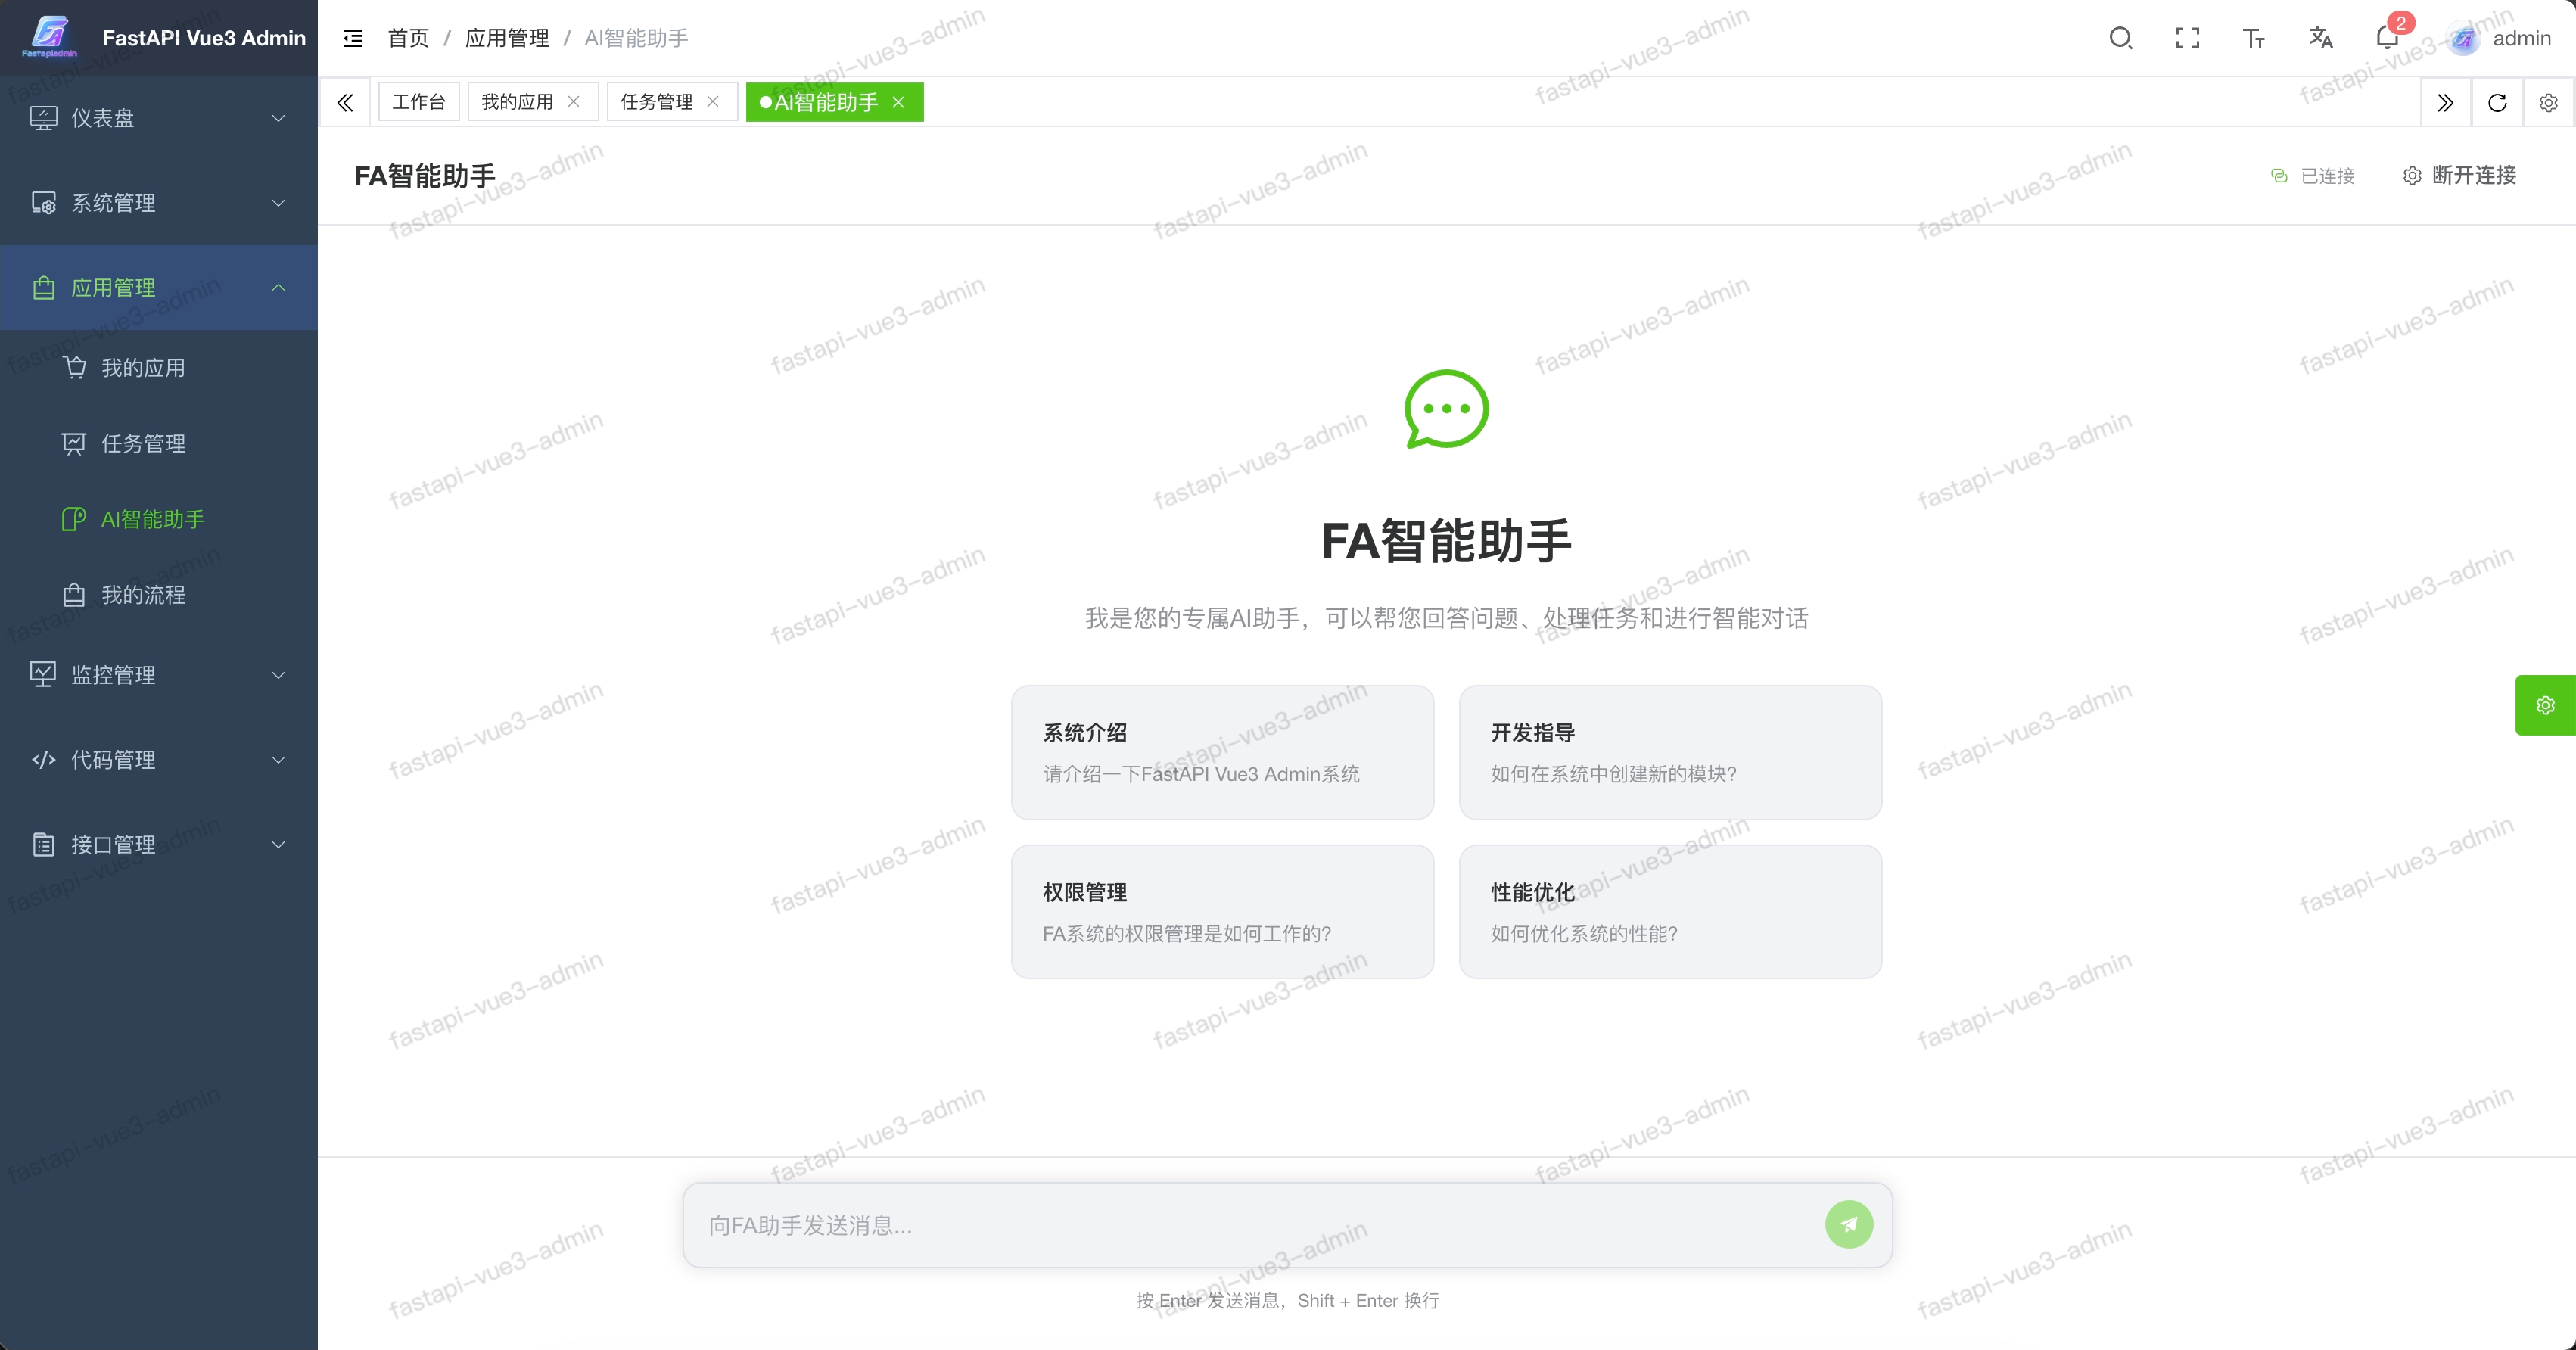 Fastapiadmin
FastAPI Vue3 Admin
首页 / 应用管理 / AI智能助手
2
admin
仪表盘
系统管理
应用管理
我的应用
任务管理
AI智能助手
我的流程
监控管理
代码管理
接口管理
工作台
我的应用
任务管理
AI智能助手
FA智能助手
已连接
断开连接
FA智能助手
我是您的专属AI助手，可以帮您回答问题、处理任务和进行智能对话
系统介绍
请介绍一下FastAPI Vue3 Admin系统
开发指导
如何在系统中创建新的模块?
权限管理
FA系统的权限管理是如何工作的?
性能优化
如何优化系统的性能?
向FA助手发送消息...
按 Enter 发送消息，Shift + Enter 换行
fastapi-vue3-admin